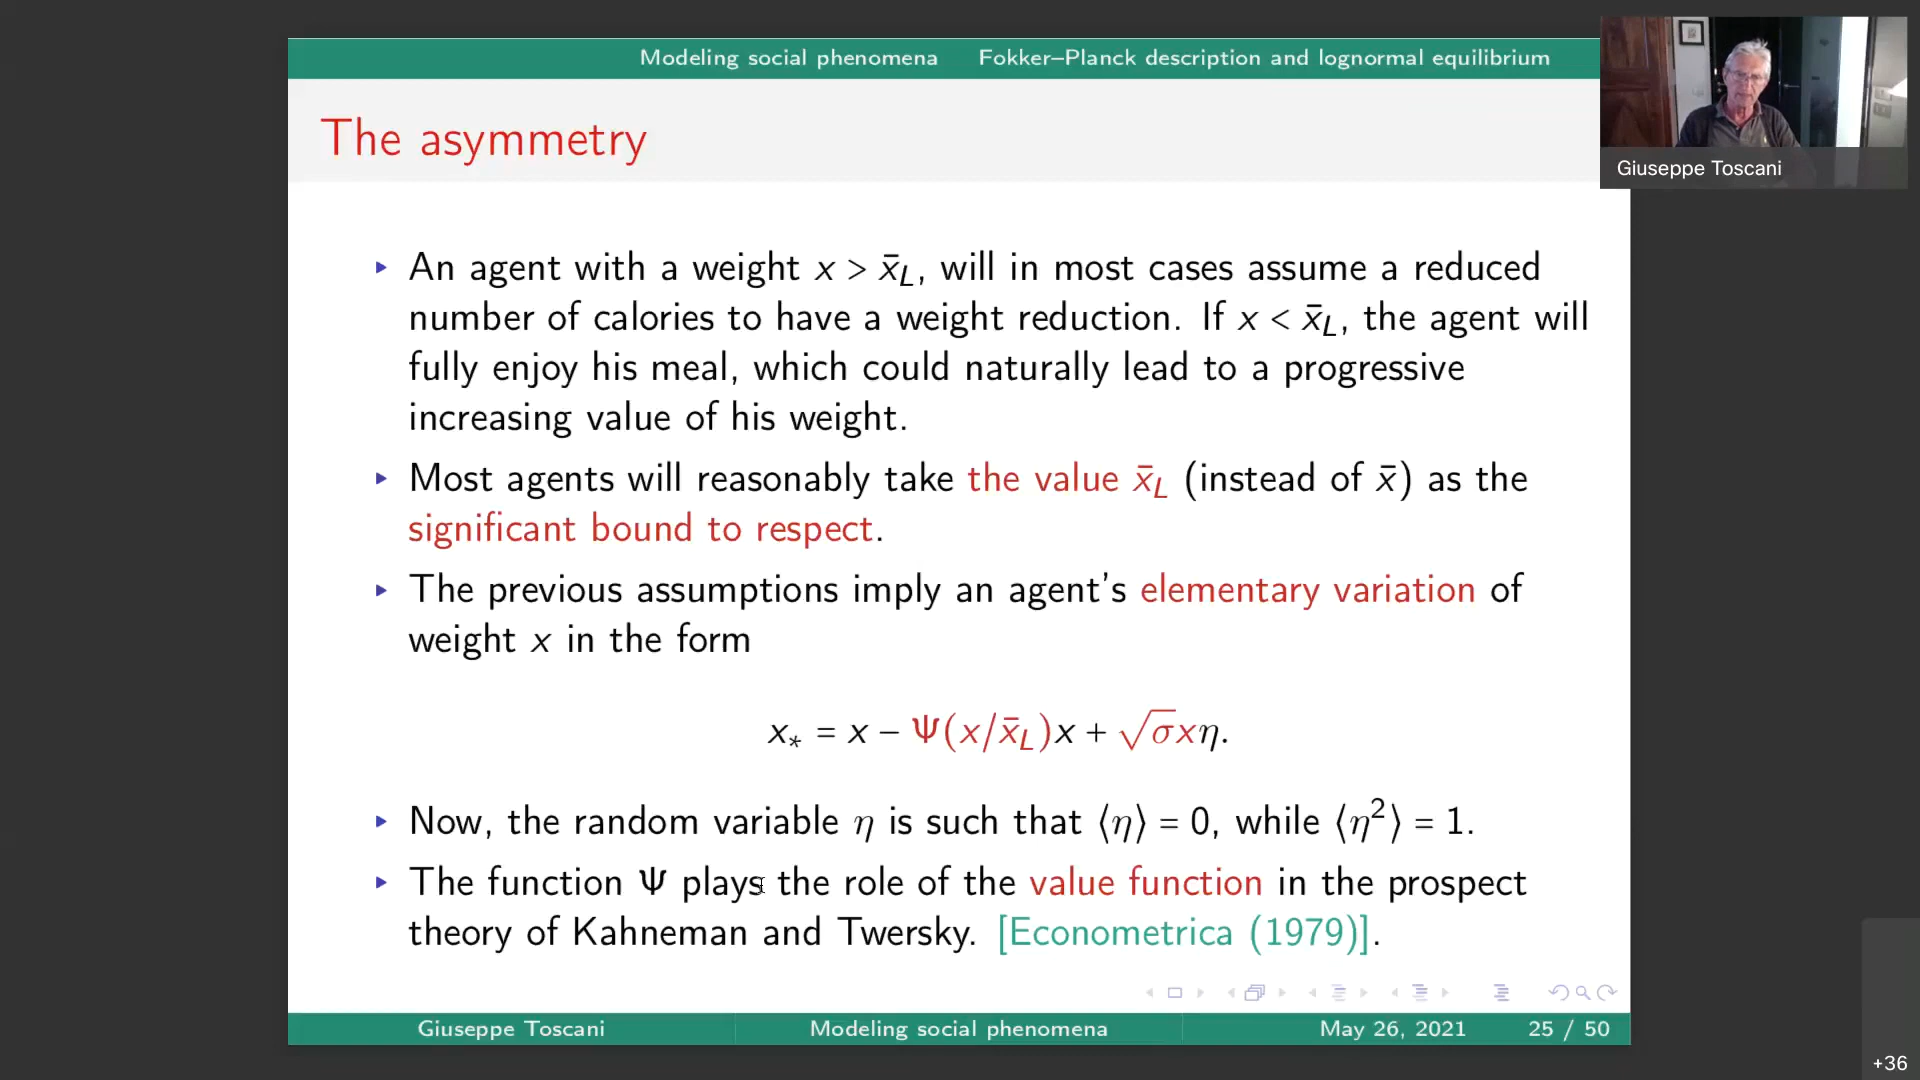 Modeling social phenomena Fokker–Planck description and lognormal equilibrium
The asymmetry
Giuseppe Toscani
▸ An agent with a weight x > x̄_L, will in most cases assume a reduced
number of calories to have a weight reduction. If x < x̄_L, the agent will
fully enjoy his meal, which could naturally lead to a progressive
increasing value of his weight.
▸ Most agents will reasonably take the value x̄_L (instead of x̄) as the
significant bound to respect.
▸ The previous assumptions imply an agent's elementary variation of
weight x in the form
x_* = x − Ψ(x/x̄_L)x + √σxη.
▸ Now, the random variable η is such that ⟨η⟩ = 0, while ⟨η²⟩ = 1.
▸ The function Ψ plays the role of the value function in the prospect
theory of Kahneman and Twersky. [Econometrica (1979)].
Giuseppe Toscani Modeling social phenomena May 26, 2021 25 / 50
+36